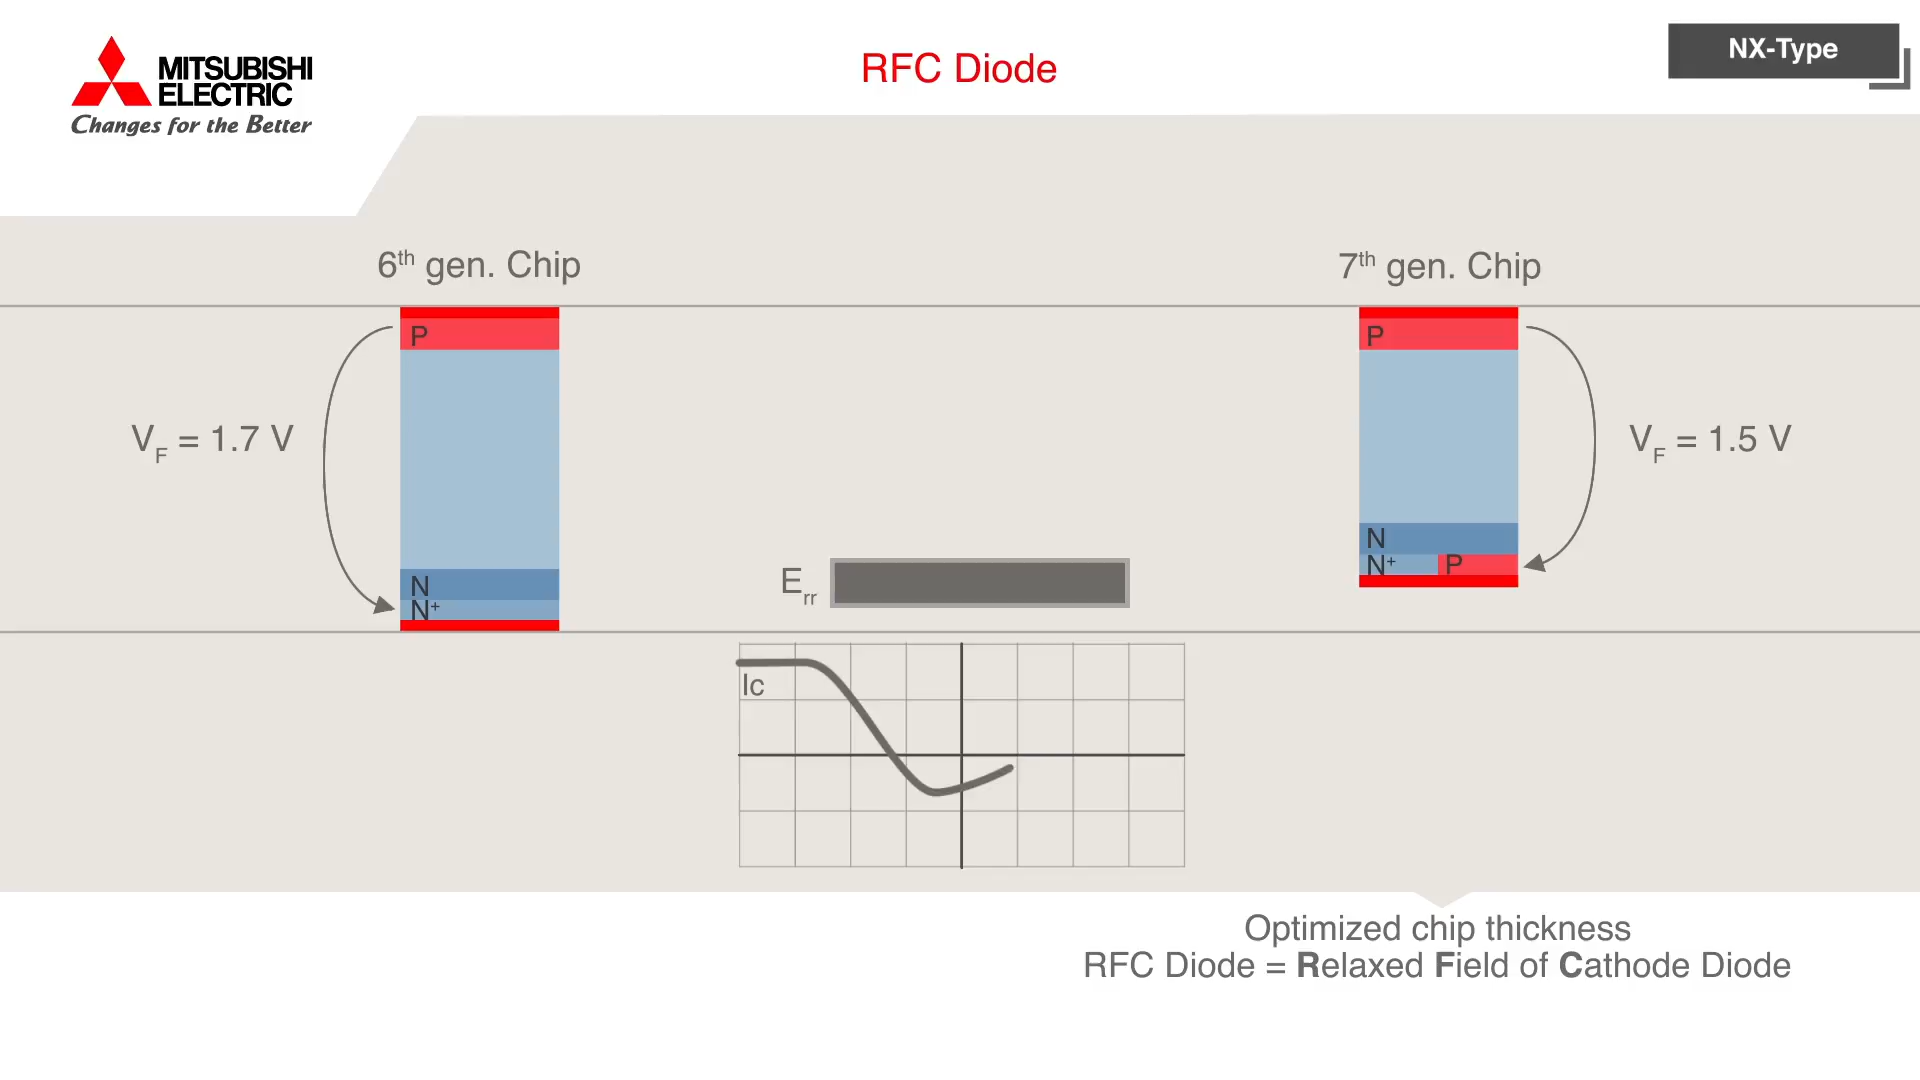 MITSUBISHI
ELECTRIC
Changes for the Better
RFC Diode
NX-Type
6th gen. Chip
7th gen. Chip
P
P
VF = 1.7 V
VF = 1.5 V
N
N+
N
N+ P
Err
Ic
Optimized chip thickness
RFC Diode = Relaxed Field of Cathode Diode